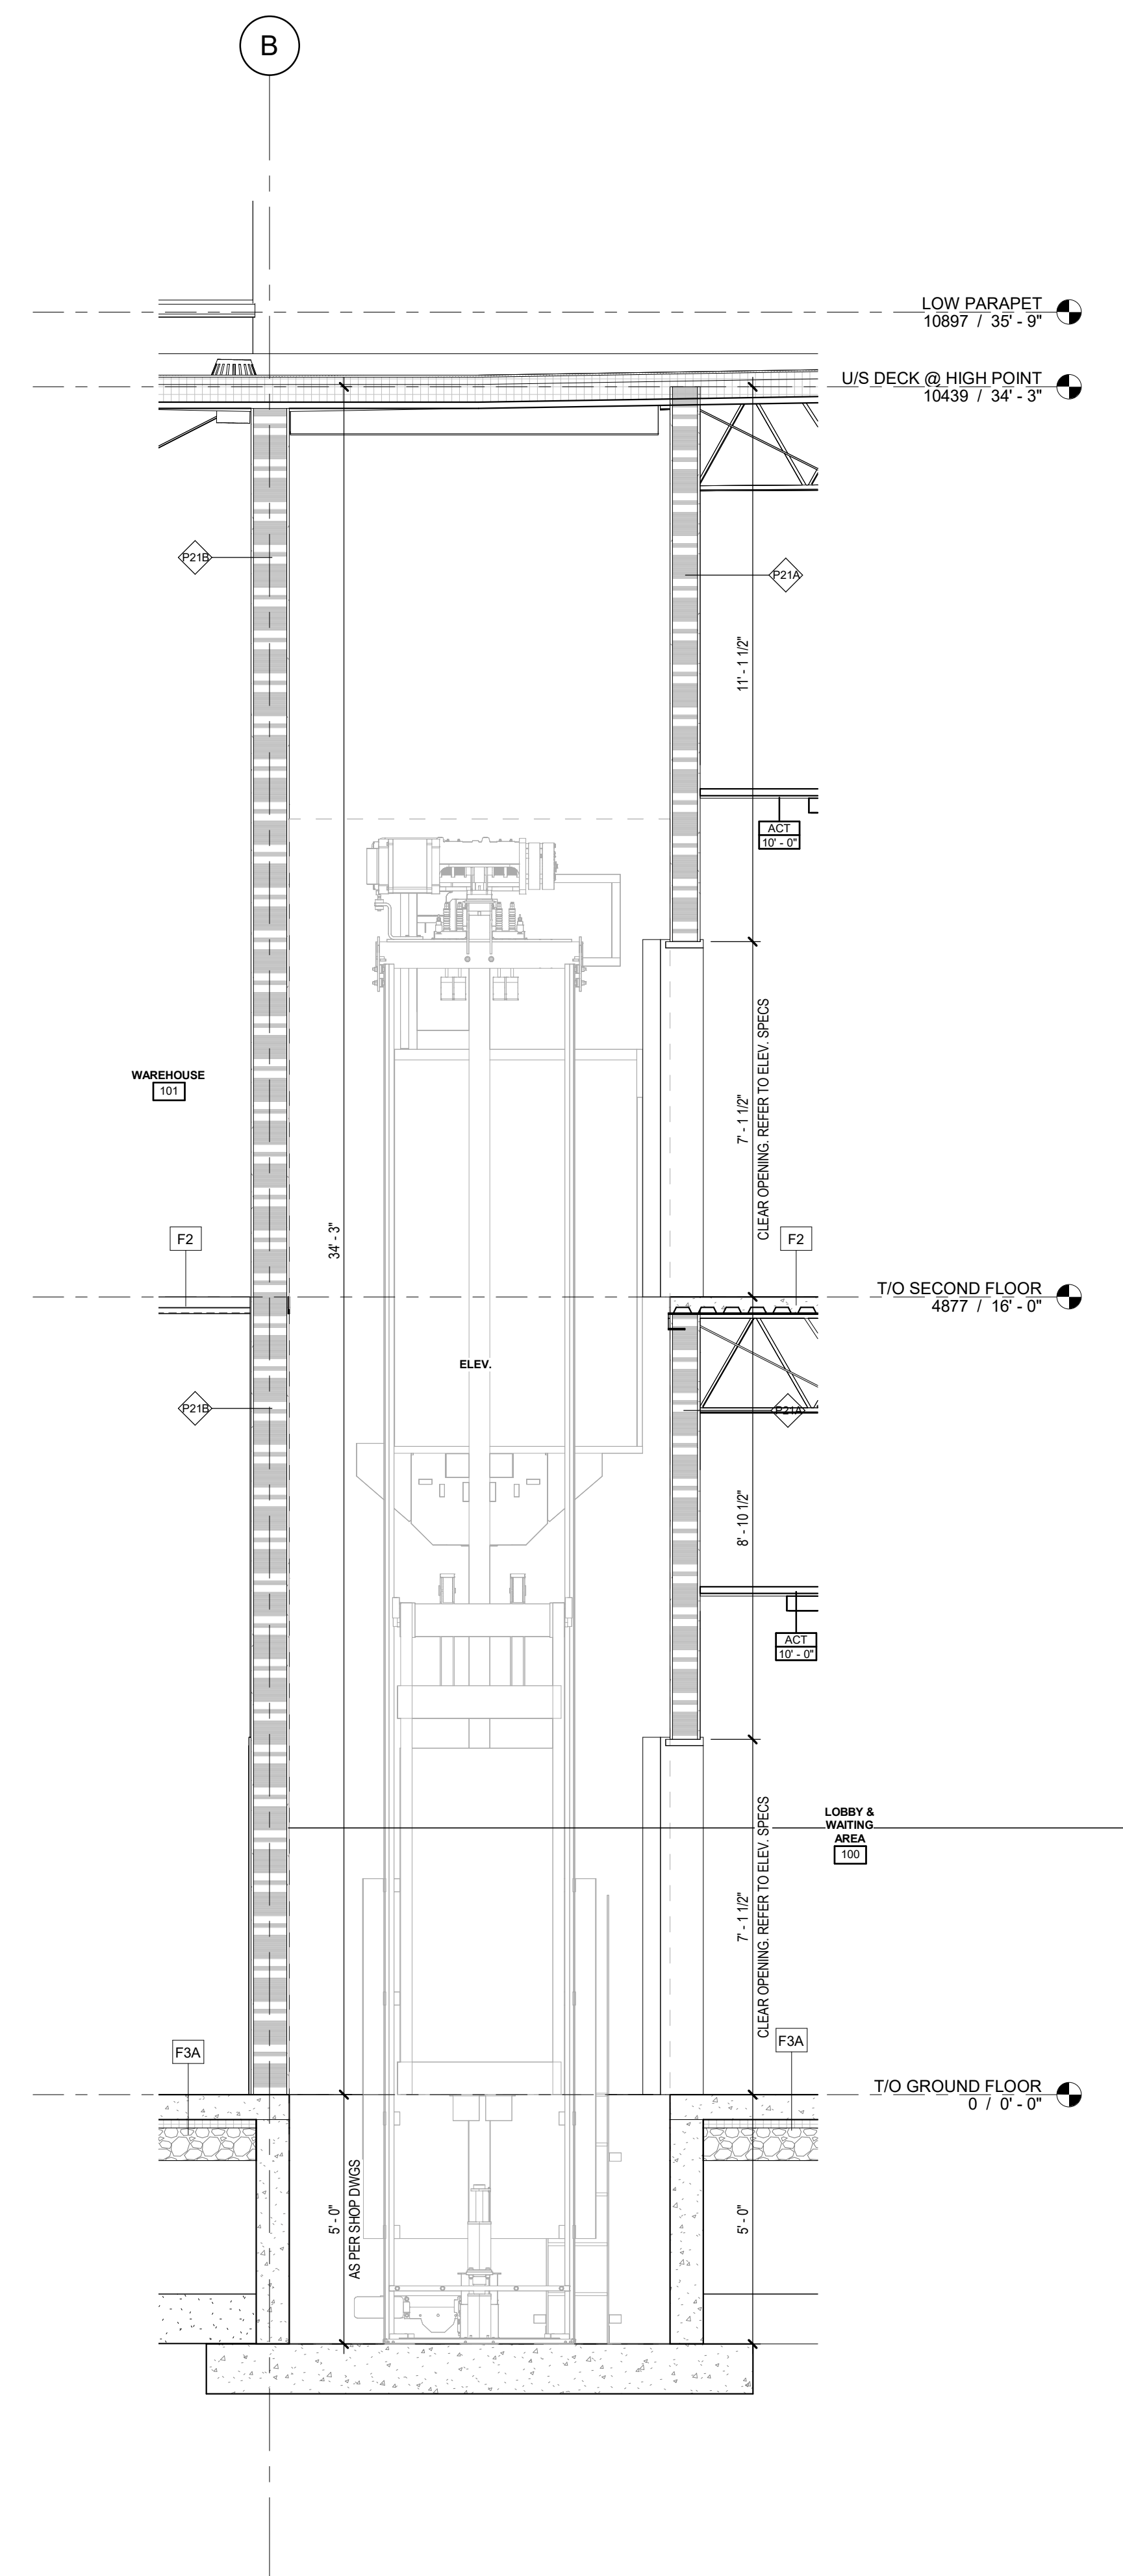 B
LOW PARAPET
10897 / 35' - 9"
U/S DECK @ HIGH POINT
10439 / 34' - 3"
P21B
P21A
11' - 1 1/2"
ACT
10' - 0"
CLEAR OPENING. REFER TO ELEV. SPECS
7' - 1 1/2"
WAREHOUSE
101
34' - 3"
F2
F2
T/O SECOND FLOOR
4877 / 16' - 0"
ELEV.
P21B
P21A
8' - 10 1/2"
ACT
10' - 0"
CLEAR OPENING. REFER TO ELEV. SPECS
7' - 1 1/2"
LOBBY &
WAITING
AREA
100
F3A
F3A
T/O GROUND FLOOR
0 / 0' - 0"
5' - 0"
AS PER SHOP DWGS
5' - 0"